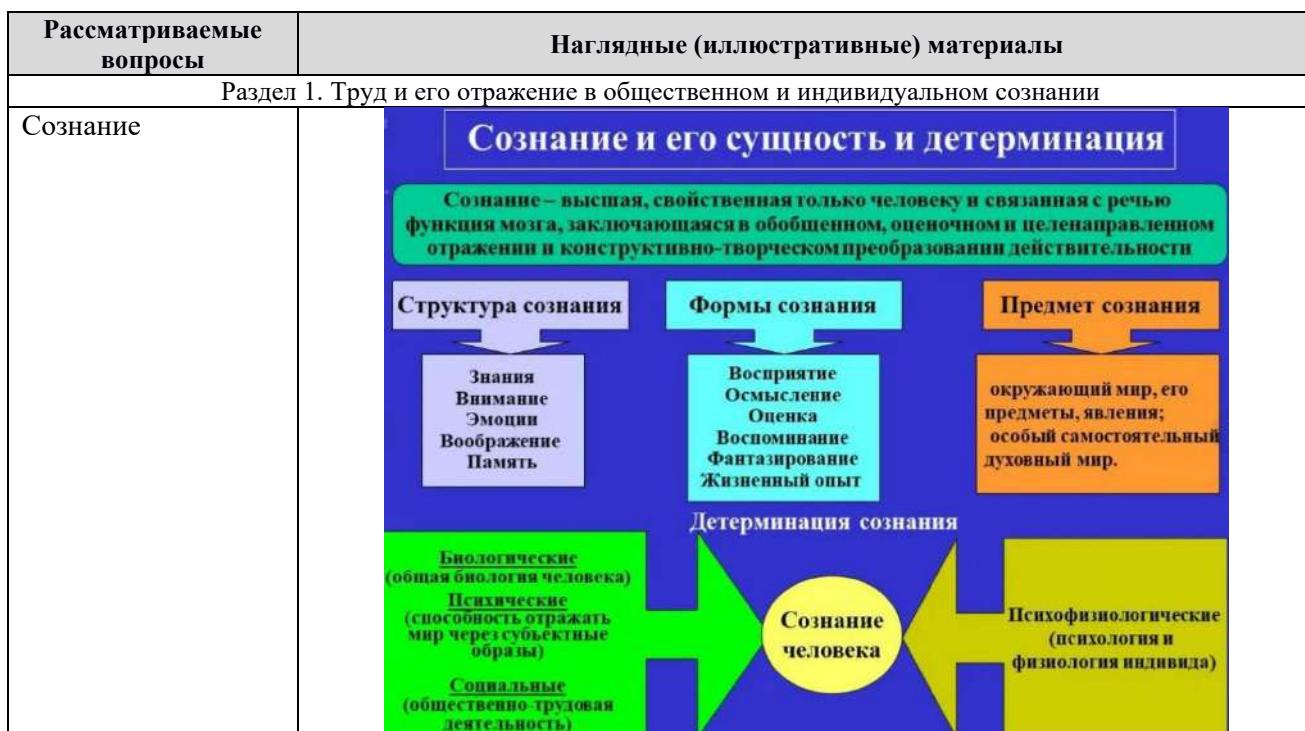 Рассматриваемые
вопросы
Наглядные (иллюстративные) материалы
Раздел 1. Труд и его отражение в общественном и индивидуальном сознании
Сознание
Сознание и его сущность и детерминация
Сознание – высшая, свойственная только человеку и связанная с речью
функция мозга, заключающаяся в обобщенном, оценочном и целенаправленном
отражении и конструктивно-творческом преобразовании действительности
Структура сознания
Знания
Внимание
Эмоции
Воображение
Память
Формы сознания
Восприятие
Осмысление
Оценка
Воспоминание
Фантазирование
Жизненный опыт
Предмет сознания
окружающий мир, его
предметы, явления;
особый самостоятельный
духовный мир.
Детерминация сознания
Биологические
(общая биология человека)
Психические
(способность отражать
мир через субъектные
образы)
Социальные
(общественно-трудовая
деятельность)
Сознание
человека
Психофизиологические
(психология и
физиология индивида)